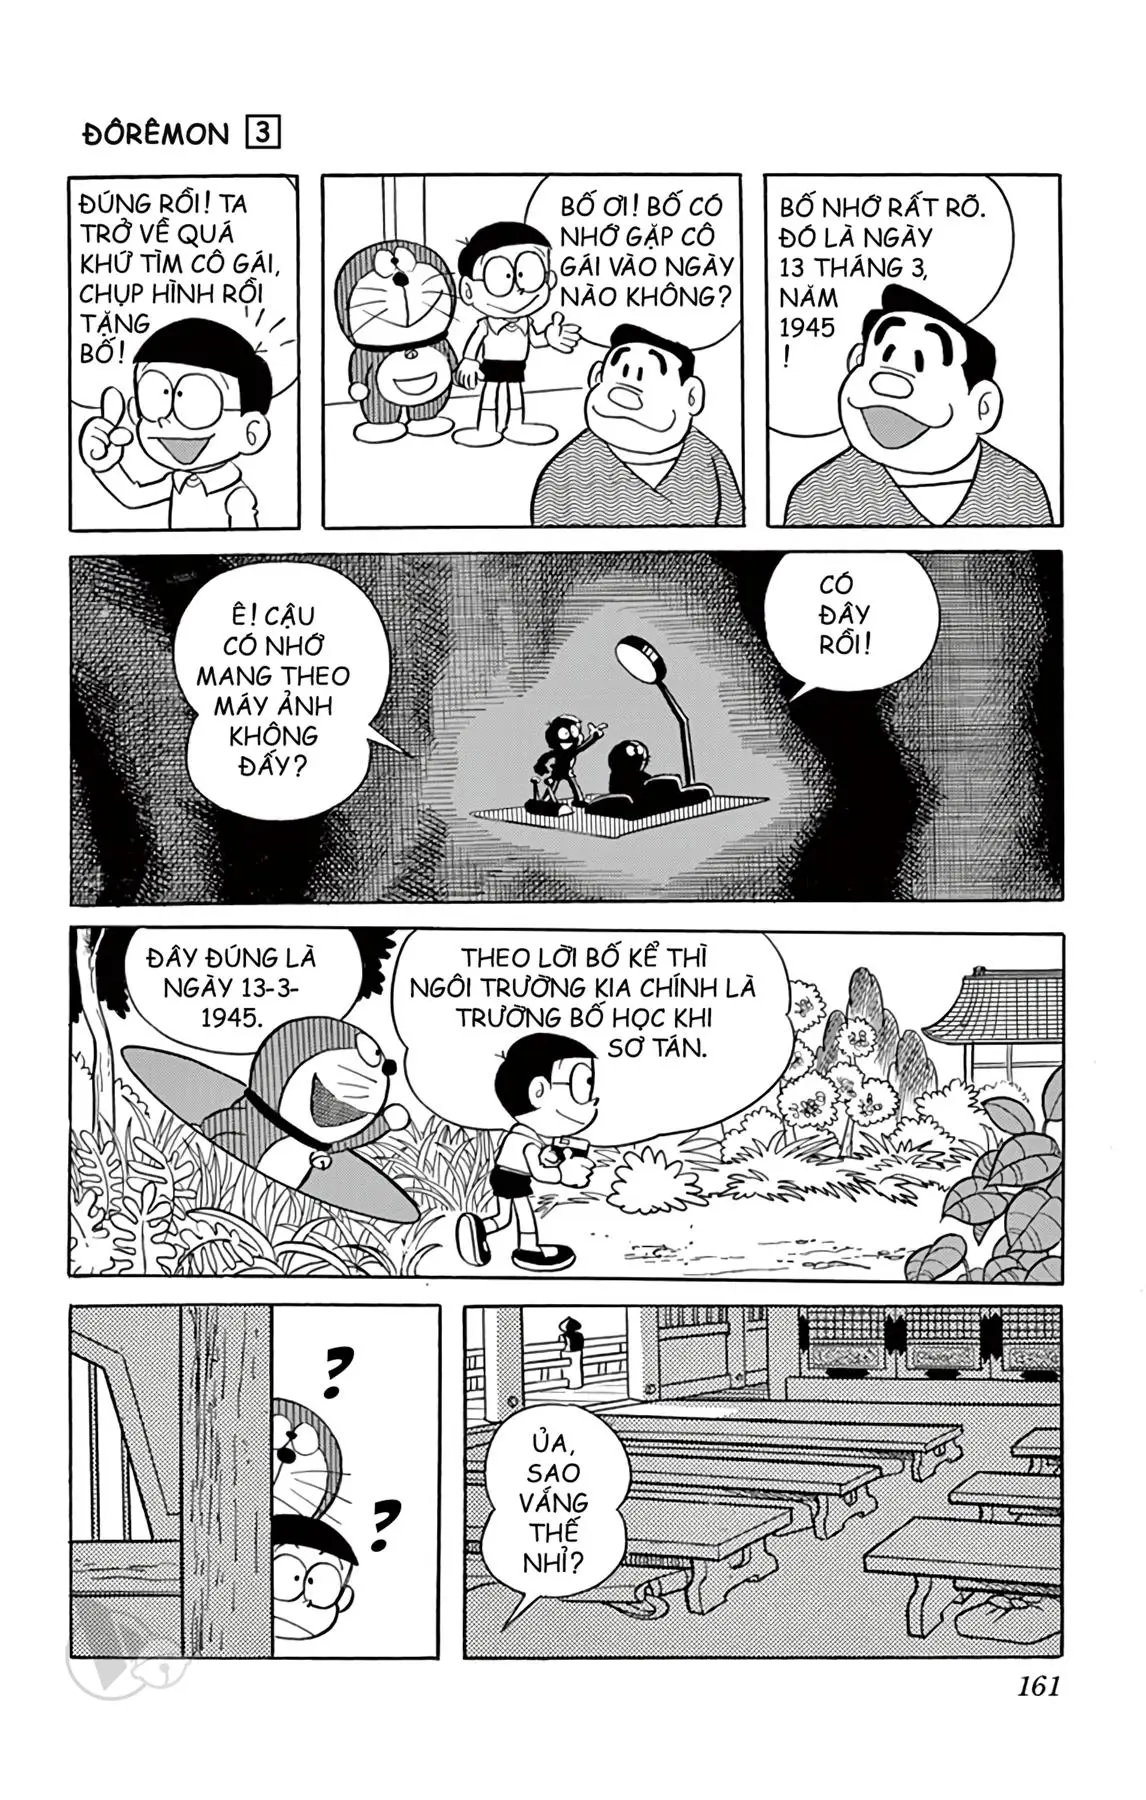 ĐÔRÊMON 3
ĐÚNG RỒI! TA
TRỞ VỀ QUÁ
KHỨ TÌM CÔ GÁI,
CHỤP HÌNH RỒI
TẶNG
BỐ!
BỐ ƠI! BỐ CÓ
NHỚ GẶP CÔ
GÁI VÀO NGÀY
NÀO KHÔNG?
BỐ NHỚ RẤT RÕ.
ĐÓ LÀ NGÀY
13 THÁNG 3,
NĂM
1945
!
Ê! CẬU
CÓ NHỚ
MANG THEO
MÁY ẢNH
KHÔNG
ĐẤY?
CÓ
ĐÂY
RỒI!
ĐÂY ĐÚNG LÀ
NGÀY 13-3-
1945.
THEO LỜI BỐ KỂ THÌ
NGÔI TRƯỜNG KIA CHÍNH LÀ
TRƯỜNG BỐ HỌC KHI
SƠ TÁN.
?
?
ỦA,
SAO
VẮNG
THẾ
NHỈ?
161